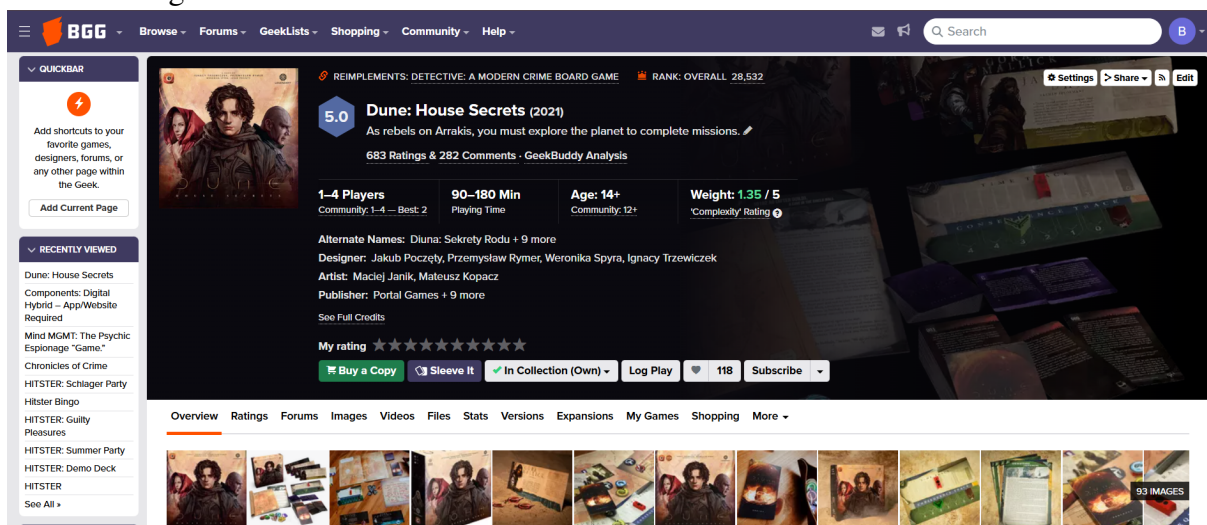 BGG
Browse
Forums
GeekLists
Shopping
Community
Help
Search
B
QUICKBAR
Add shortcuts to your
favorite games,
designers, forums, or
any other page within
the Geek.
Add Current Page
RECENTLY VIEWED
Dune: House Secrets
Components: Digital
Hybrid – App/Website
Required
Mind MGMT: The Psychic
Espionage “Game.”
Chronicles of Crime
HITSTER: Schlager Party
Hitster Bingo
HITSTER: Guilty
Pleasures
HITSTER: Summer Party
HITSTER: Demo Deck
HITSTER
See All »
DUNE
HOUSE SECRETS
REIMPLEMENTS: DETECTIVE: A MODERN CRIME BOARD GAME
RANK: OVERALL 28,532
Settings
Share
Edit
5.0
Dune: House Secrets (2021)
As rebels on Arrakis, you must explore the planet to complete missions.
683 Ratings & 282 Comments · GeekBuddy Analysis
1–4 Players
Community: 1–4 — Best: 2
90–180 Min
Playing Time
Age: 14+
Community: 12+
Weight: 1.35 / 5
'Complexity' Rating
Alternate Names: Diuna: Sekrety Rodu + 9 more
Designer: Jakub Poczęty, Przemysław Rymer, Weronika Spyra, Ignacy Trzewiczek
Artist: Maciej Janik, Mateusz Kopacz
Publisher: Portal Games + 9 more
See Full Credits
My rating
Buy a Copy
Sleeve It
In Collection (Own)
Log Play
118
Subscribe
CONSEQUENCE TRACK
Overview
Ratings
Forums
Images
Videos
Files
Stats
Versions
Expansions
My Games
Shopping
More
93 IMAGES